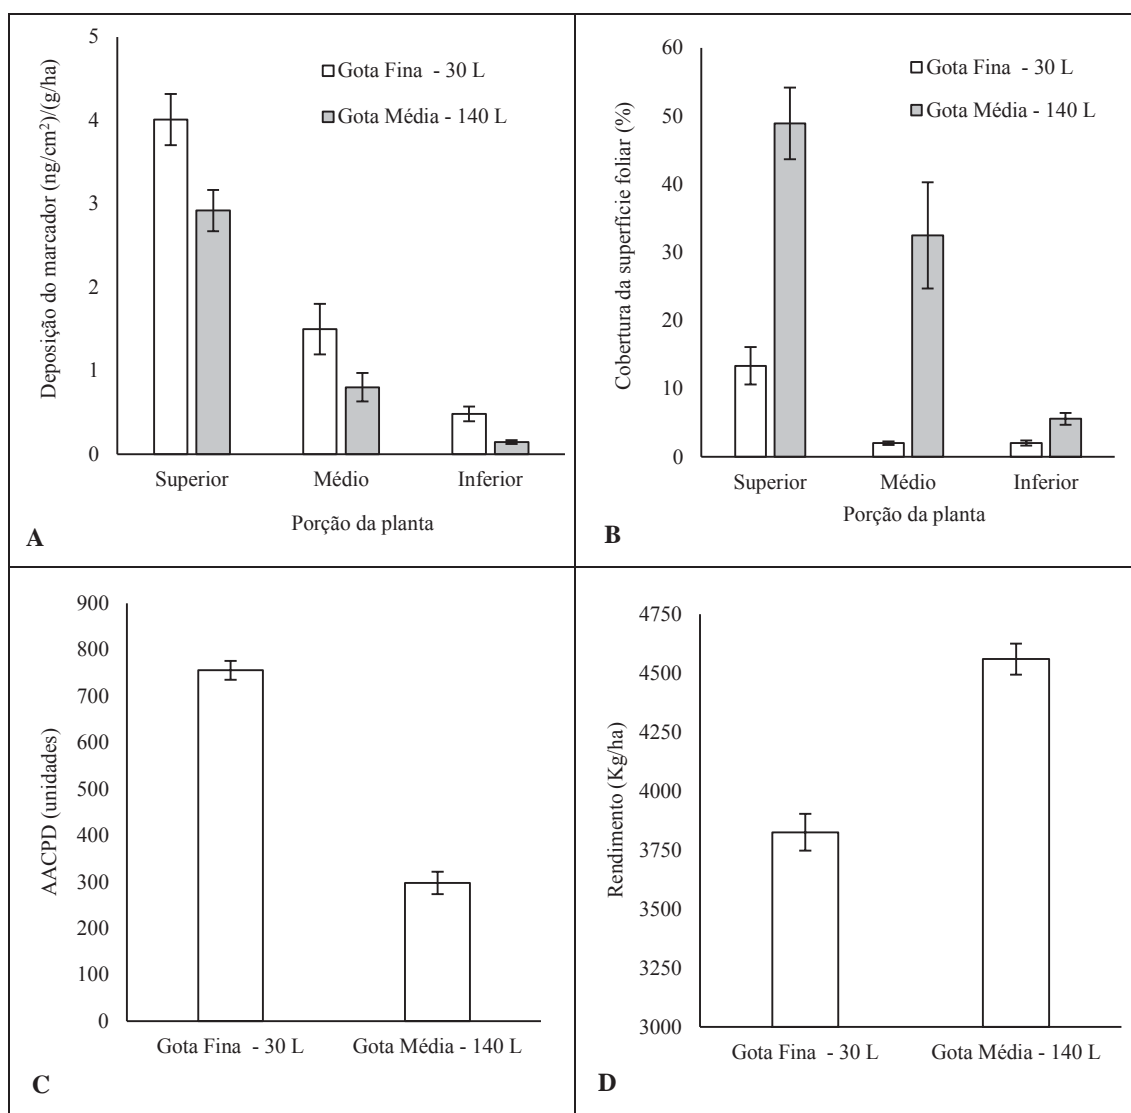 5
4
3
2
1
0
Deposição do marcador (ng/cm²)/(g/ha)
Gota Fina - 30 L
Gota Média - 140 L
Superior Médio Inferior
Porção da planta
A
60
50
40
30
20
10
0
Cobertura da superfície foliar (%)
Gota Fina - 30 L
Gota Média - 140 L
Superior Médio Inferior
Porção da planta
B
900
800
700
600
500
400
300
200
100
0
AACPD (unidades)
Gota Fina - 30 L Gota Média - 140 L
C
4750
4500
4250
4000
3750
3500
3250
3000
Rendimento (Kg/ha)
Gota Fina - 30 L Gota Média - 140 L
D